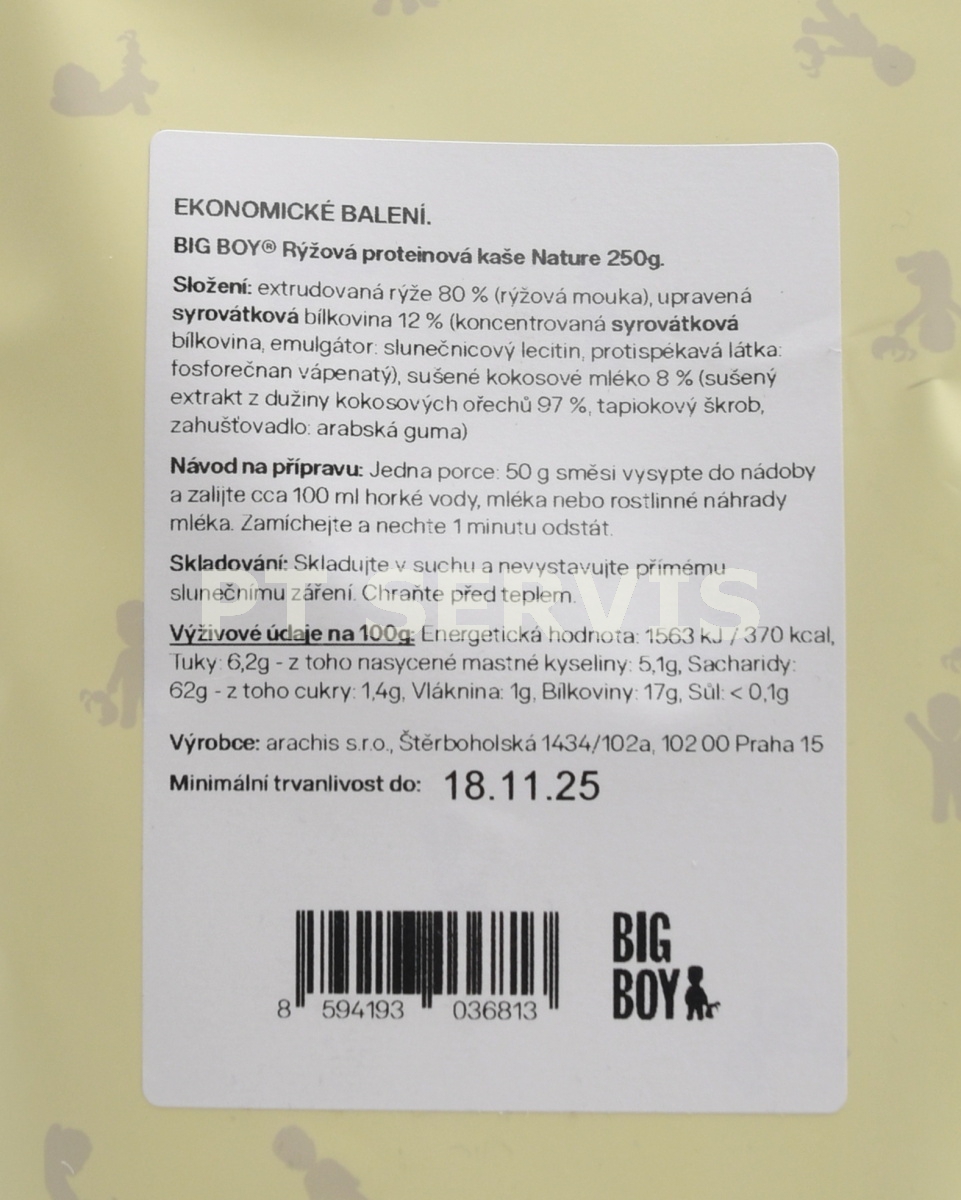 EKONOMICKÉ BALENÍ.
BIG BOY® Rýžová proteinová kaše Nature 250g.
Složení: extrudovaná rýže 80 % (rýžová mouka), upravená
syrovátková bílkovina 12 % (koncentrovaná syrovátková
bílkovina, emulgátor: slunečnicový lecitin, protispékavá látka:
fosforečnan vápenatý), sušené kokosové mléko 8 % (sušený
extrakt z dužiny kokosových ořechů 97 %, tapiokový škrob,
zahušťovadlo: arabská guma)
Návod na přípravu: Jedna porce: 50 g směsi vysypte do nádoby
a zalijte cca 100 ml horké vody, mléka nebo rostlinné náhrady
mléka. Zamíchejte a nechte 1 minutu odstát.
Skladování: Skladujte v suchu a nevystavujte přímému
slunečnímu záření. Chraňte před teplem.
PT SERVIS
Výživové údaje na 100g: Energetická hodnota: 1563 kJ / 370 kcal,
Tuky: 6,2g - z toho nasycené mastné kyseliny: 5,1g, Sacharidy:
62g - z toho cukry: 1,4g, Vláknina: 1g, Bílkoviny: 17g, Sůl: < 0,1g
Výrobce: arachis s.r.o., Štěrboholská 1434/102a, 102 00 Praha 15
Minimální trvanlivost do: 18.11.25
8 594193 036813
BIG
BOY